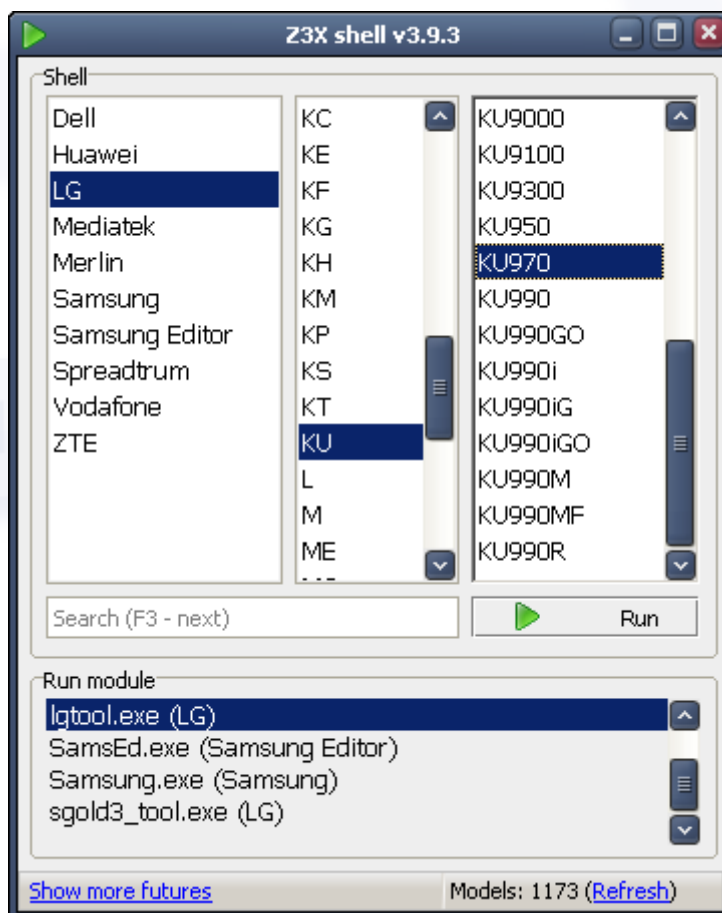 Z3X shell v3.9.3
Shell
Dell
Huawei
LG
Mediatek
Merlin
Samsung
Samsung Editor
Spreadtrum
Vodafone
ZTE
KC
KE
KF
KG
KH
KM
KP
KS
KT
KU
L
M
ME
KU9000
KU9100
KU9300
KU950
KU970
KU990
KU990GO
KU990i
KU990iG
KU990iGO
KU990M
KU990MF
KU990R
Search (F3 - next)
Run
Run module
lgtool.exe (LG)
SamsEd.exe (Samsung Editor)
Samsung.exe (Samsung)
sgold3_tool.exe (LG)
Show more futures
Models: 1173 (Refresh)